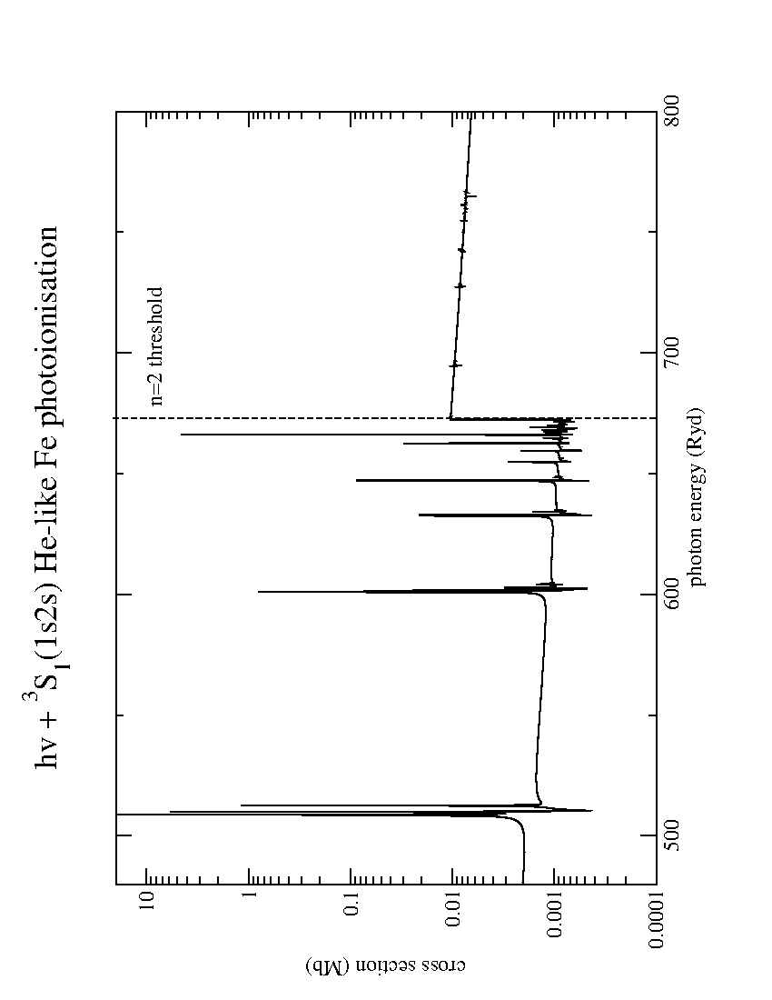 hν + ³S₁(1s2s) He-like Fe photoionisation
n=2 threshold
10
1
0.1
0.01
0.001
0.0001
cross section (Mb)
500
600
700
800
photon energy (Ryd)